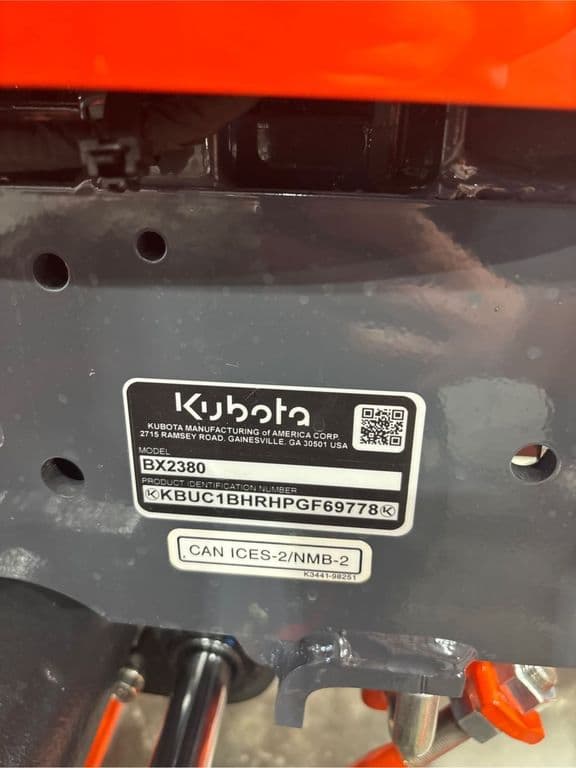 Kubota
KUBOTA MANUFACTURING of AMERICA CORP.
2715 RAMSEY ROAD. GAINESVILLE. GA 30501 USA
MODEL
BX2380
PRODUCT IDENTIFICATION NUMBER
KKBUC1BHRHPGF69778K
CAN ICES-2/NMB-2
K3441-98251